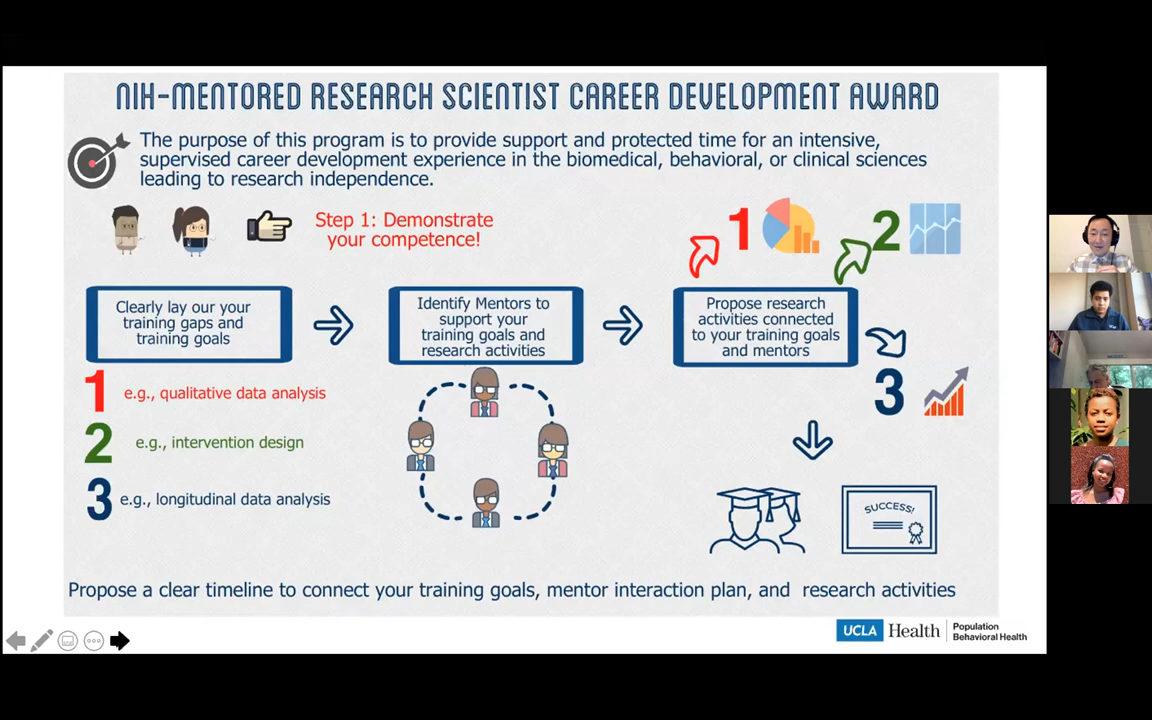 NIH-MENTORED RESEARCH SCIENTIST CAREER DEVELOPMENT AWARD
The purpose of this program is to provide support and protected time for an intensive,
supervised career development experience in the biomedical, behavioral, or clinical sciences
leading to research independence.
Step 1: Demonstrate
your competence!
1
2
Clearly lay our your
training gaps and
training goals
Identify Mentors to
support your
training goals and
research activities
Propose research
activities connected
to your training goals
and mentors
3
1 e.g., qualitative data analysis
2 e.g., intervention design
3 e.g., longitudinal data analysis
SUCCESS!
Propose a clear timeline to connect your training goals, mentor interaction plan, and research activities
UCLA Health
Population
Behavioral Health